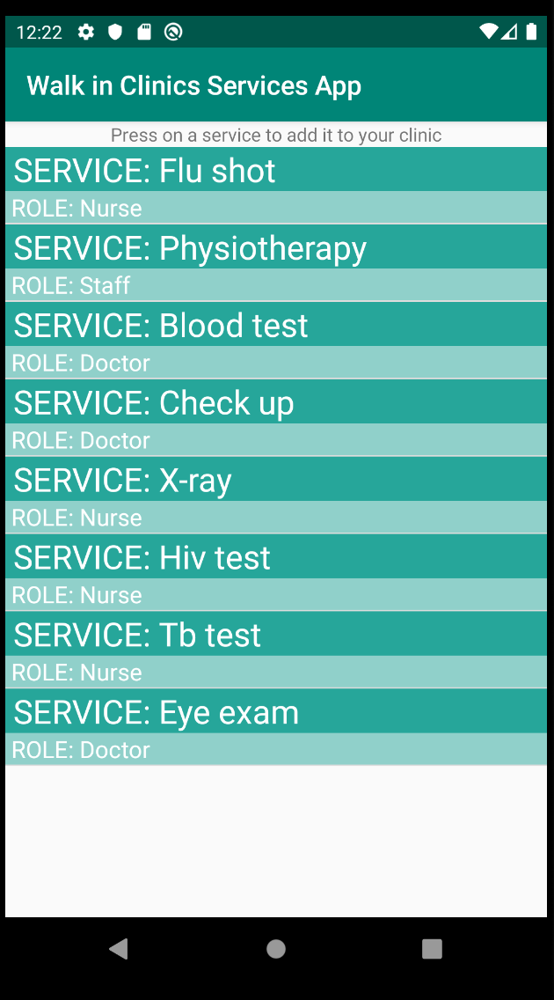 12:22
Walk in Clinics Services App
Press on a service to add it to your clinic
SERVICE: Flu shot
ROLE: Nurse
SERVICE: Physiotherapy
ROLE: Staff
SERVICE: Blood test
ROLE: Doctor
SERVICE: Check up
ROLE: Doctor
SERVICE: X-ray
ROLE: Nurse
SERVICE: Hiv test
ROLE: Nurse
SERVICE: Tb test
ROLE: Nurse
SERVICE: Eye exam
ROLE: Doctor